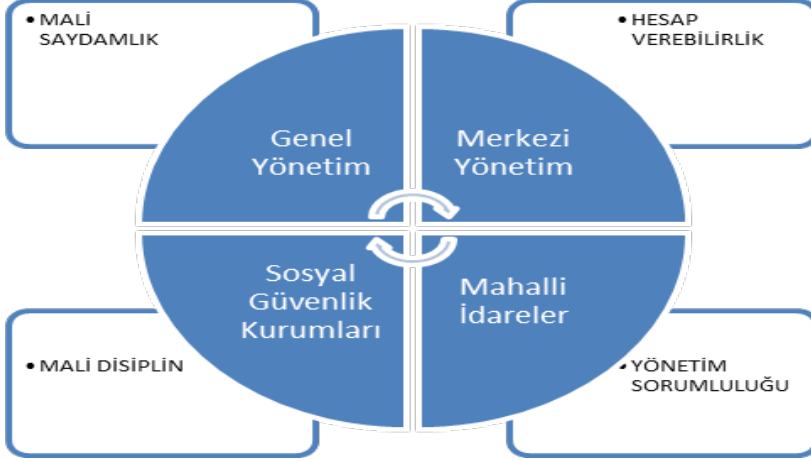 • MALİ
SAYDAMLIK
• HESAP
VEREBİLİRLİK
Genel
Yönetim
Merkezi
Yönetim
Sosyal
Güvenlik
Kurumları
Mahalli
İdareler
• MALİ DİSİPLİN
• YÖNETİM
SORUMLULUĞU